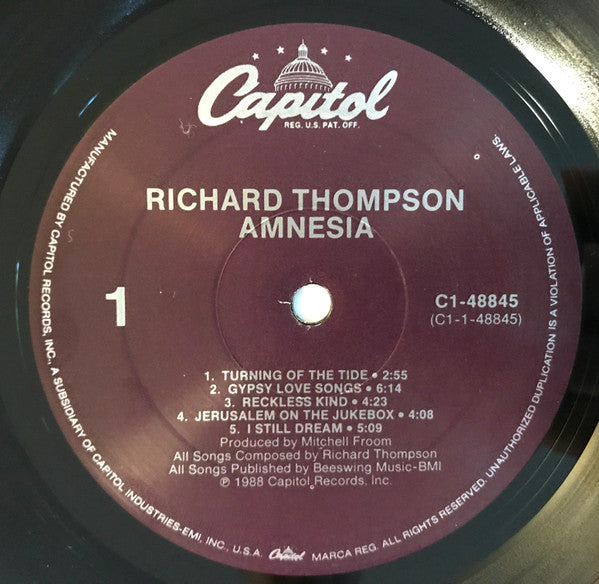 Capitol
REG. U.S. PAT. OFF.
RICHARD THOMPSON
AMNESIA
1
C1-48845
(C1-1-48845)
1. TURNING OF THE TIDE • 2:55
2. GYPSY LOVE SONGS • 6:14
3. RECKLESS KIND • 4:23
4. JERUSALEM ON THE JUKEBOX • 4:08
5. I STILL DREAM • 5:09
Produced by Mitchell Froom
All Songs Composed by Richard Thompson
All Songs Published by Beeswing Music-BMI
℗ 1988 Capitol Records, Inc.
MANUFACTURED BY CAPITOL RECORDS, INC., A SUBSIDIARY OF CAPITOL INDUSTRIES-EMI, INC., U.S.A. Capitol MARCA REG. ALL RIGHTS RESERVED. UNAUTHORIZED DUPLICATION IS A VIOLATION OF APPLICABLE LAWS.